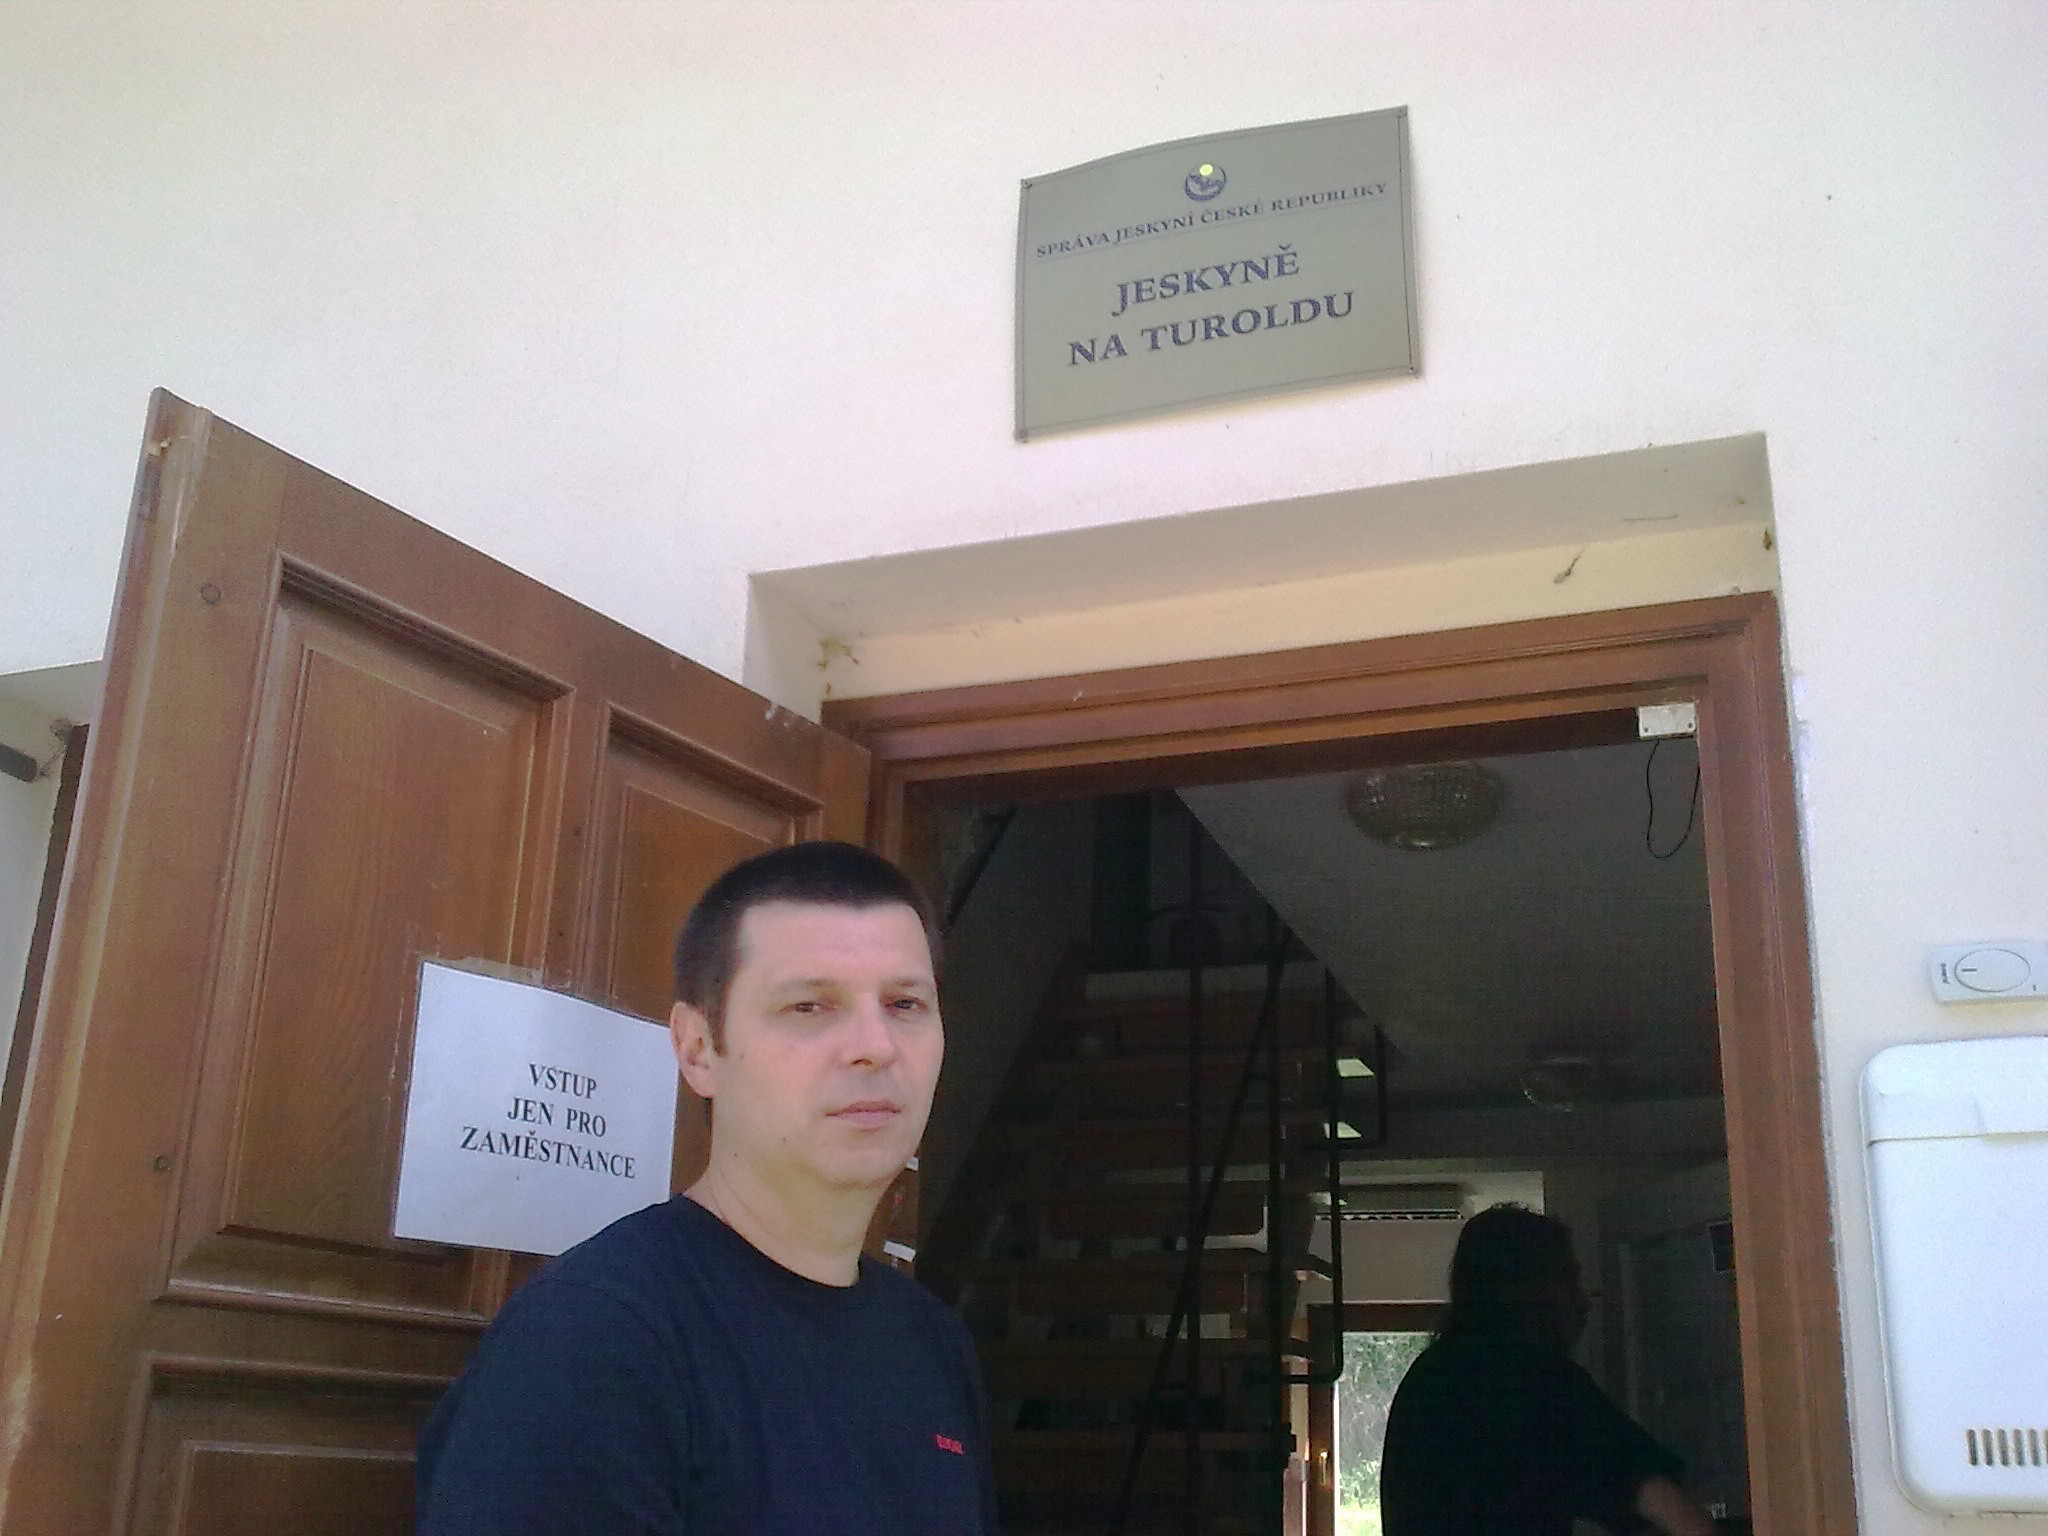 SPRÁVA JESKYNÍ ČESKÉ REPUBLIKY
JESKYNĚ
NA TUROLDU
VSTUP
JEN PRO
ZAMĚSTNANCE